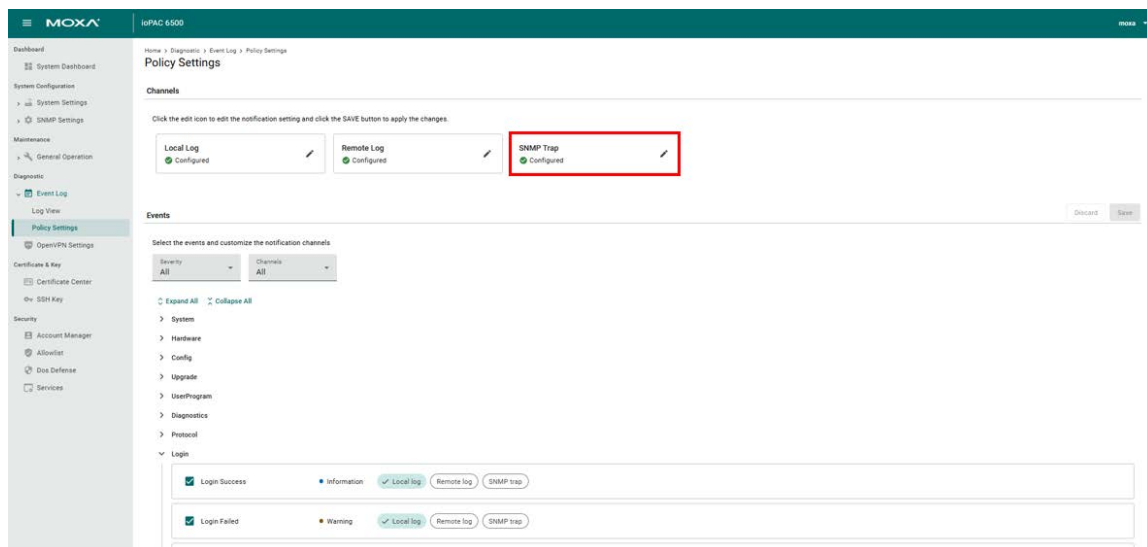 MOXA
ioPAC 6500
moxa
Dashboard
System Dashboard
System Configuration
System Settings
SNMP Settings
Maintenance
General Operation
Diagnostic
Event Log
Log View
Policy Settings
OpenVPN Settings
Certificate & Key
Certificate Center
SSH Key
Security
Account Manager
Allowlist
Dos Defense
Services
Home > Diagnostic > Event Log > Policy Settings
Policy Settings
Channels
Click the edit icon to edit the notification setting and click the SAVE button to apply the changes.
Local Log
Configured
Remote Log
Configured
SNMP Trap
Configured
Events
Discard
Save
Select the events and customize the notification channels
Severity
All
Channels
All
Expand All
Collapse All
System
Hardware
Config
Upgrade
UserProgram
Diagnostics
Protocol
Login
Login Success
Information
Local log
Remote log
SNMP trap
Login Failed
Warning
Local log
Remote log
SNMP trap